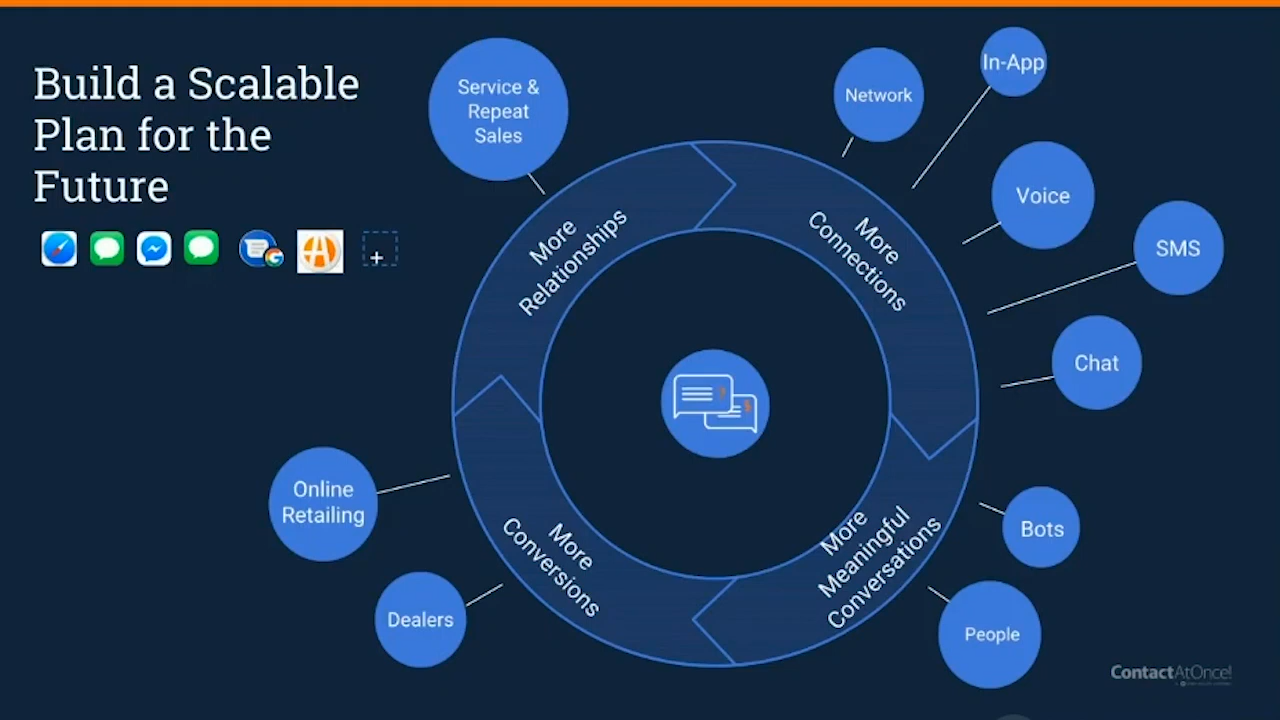 Build a Scalable
Plan for the
Future
+
Service &
Repeat
Sales
Network
In-App
Voice
SMS
Chat
Bots
People
Dealers
Online
Retailing
More
Relationships
More
Connections
More
Meaningful
Conversations
More
Conversions
ContactAtOnce!